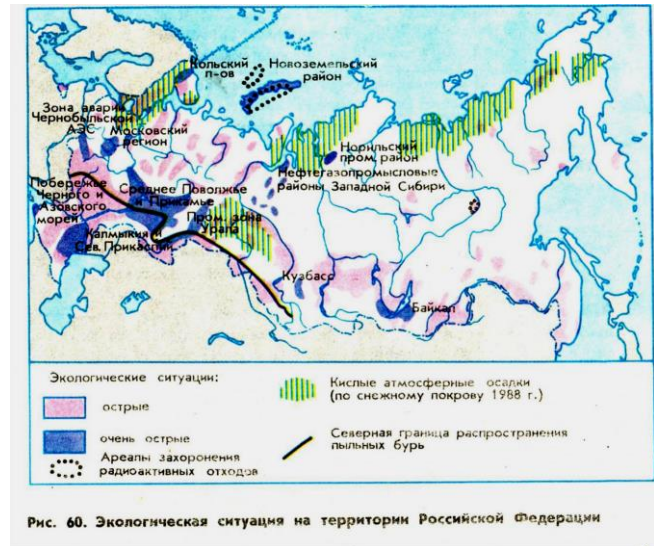 Кольский
п-ов
Новоземельский
район
Зона аварии
Чернобыльской
АЭС
Московский
регион
Норильский
пром. район
Нефтегазопромысловые
районы Западной Сибири
Побережье
Черного и
Азовского
морей
Среднее Поволжье
и Прикамье
Пром. зона
Урала
Калмыкия и
Сев. Прикаспий
Кузбасс
Байкал
Экологические ситуации:
острые
очень острые
Ареалы захоронения
радиоактивных отходов
Кислые атмосферные осадки
(по снежному покрову 1988 г.)
Северная граница распространения
пыльных бурь
Рис. 60. Экологическая ситуация на территории Российской Федерации